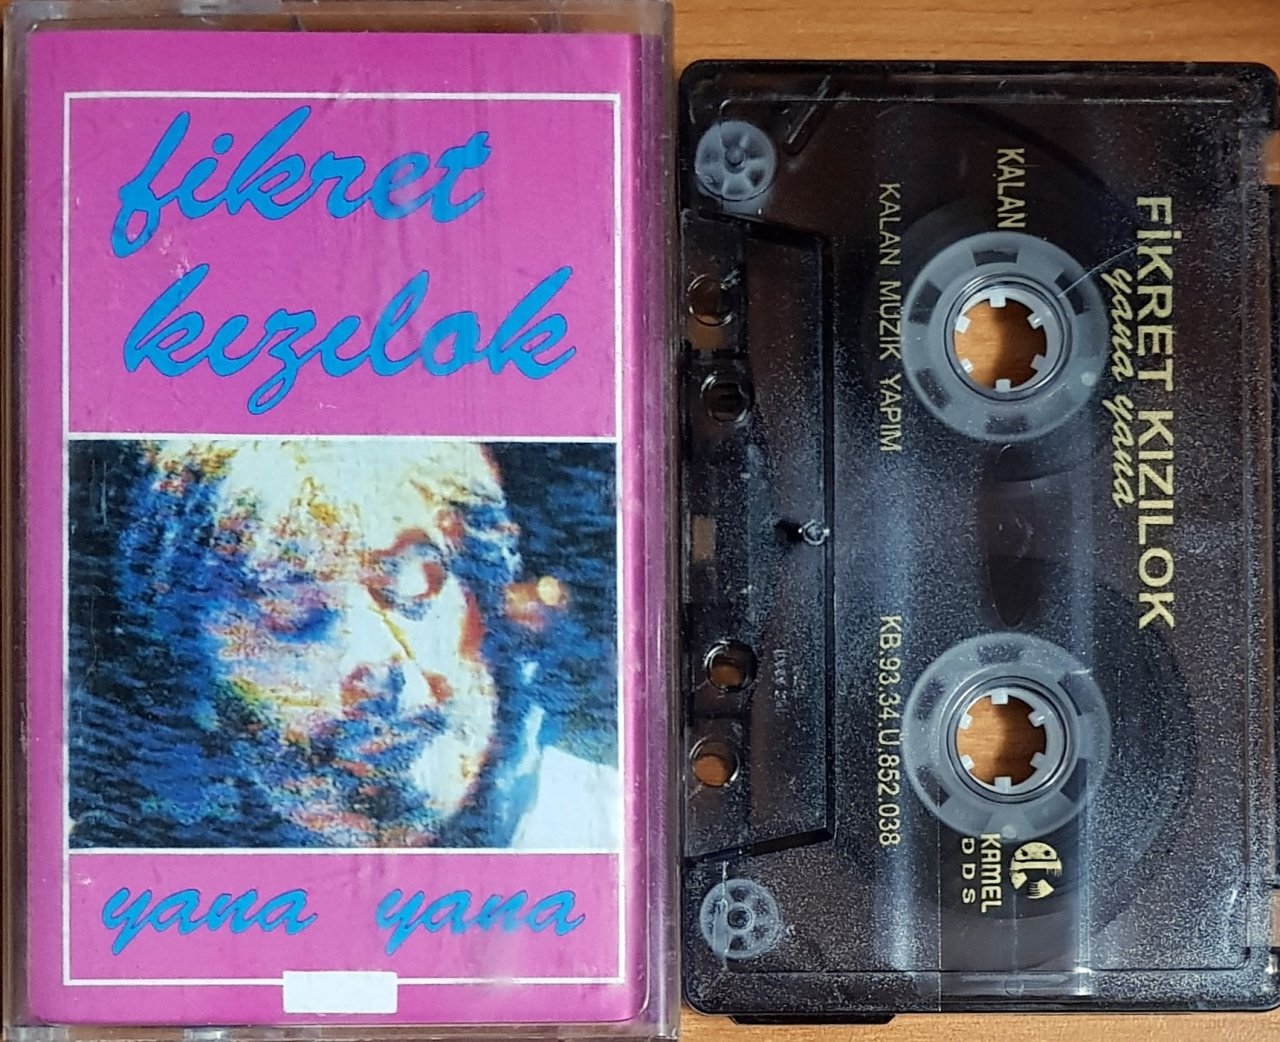 fikret
kızılok
yana yana
FİKRET KIZILOK
yana yana
KALAN
KALAN MÜZİK YAPIM
KB.93.34.Ü.852.038
KAMEL
DDS